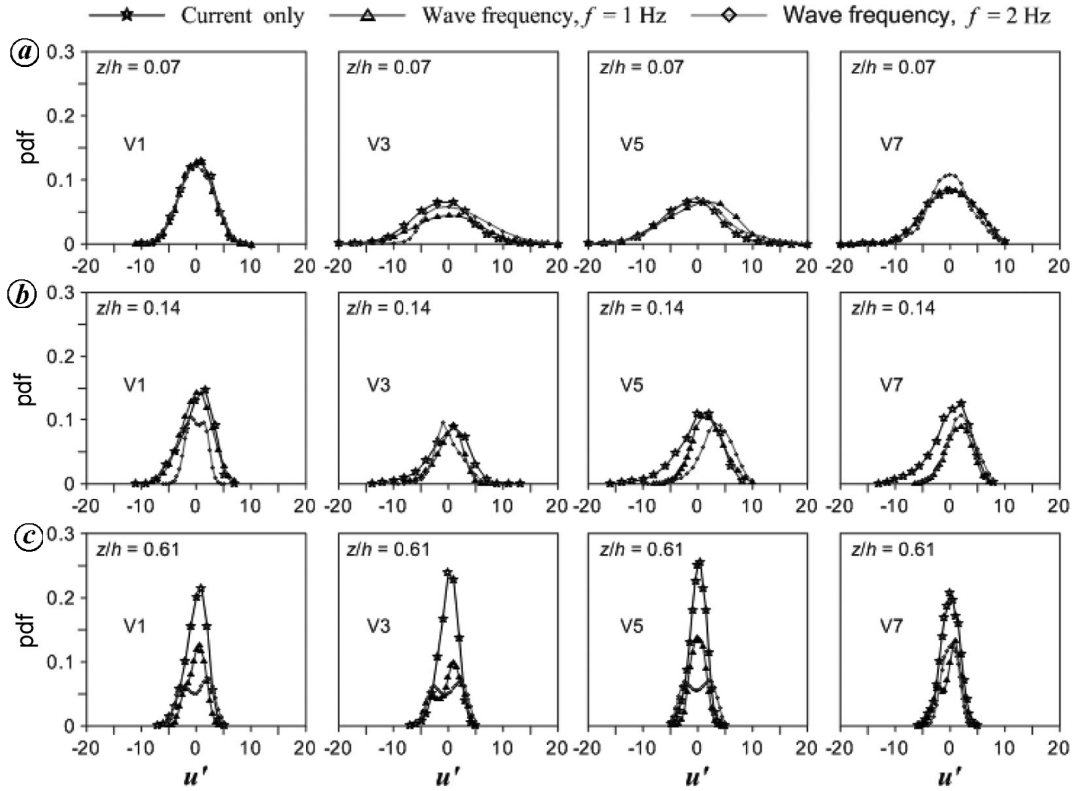 Current only Wave frequency, f = 1 Hz Wave frequency, f = 2 Hz
a
0.3
0.2
0.1
0
pdf
z/h = 0.07
V1
20 -10 0 10 20
z/h = 0.07
V3
20 -10 0 10 20
z/h = 0.07
V5
20 -10 0 10 20
z/h = 0.07
V7
20 -10 0 10 20
b
0.3
0.2
0.1
0
pdf
z/h = 0.14
V1
20 -10 0 10 20
z/h = 0.14
V3
20 -10 0 10 20
z/h = 0.14
V5
20 -10 0 10 20
z/h = 0.14
V7
20 -10 0 10 20
c
0.3
0.2
0.1
0
pdf
z/h = 0.61
V1
20 -10 0 10 20
u'
z/h = 0.61
V3
20 -10 0 10 20
u'
z/h = 0.61
V5
20 -10 0 10 20
u'
z/h = 0.61
V7
20 -10 0 10 20
u'